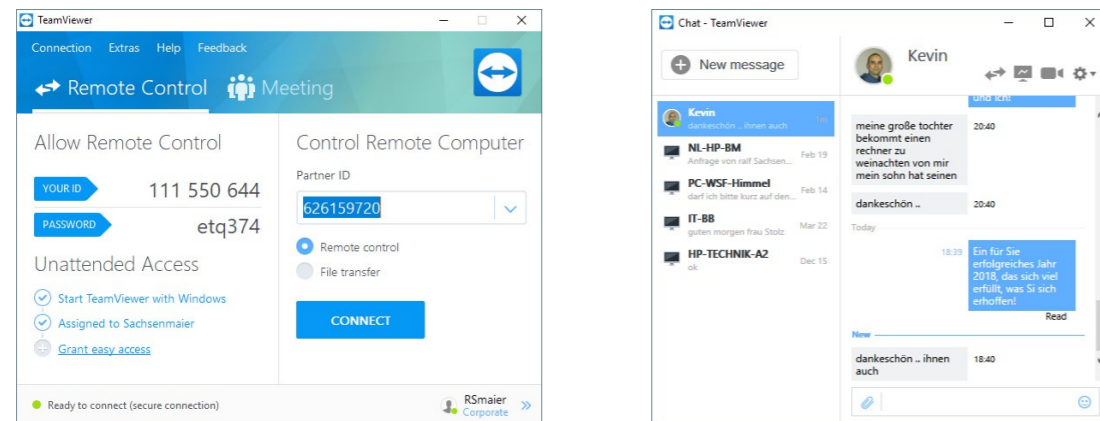 TeamViewer
Connection Extras Help Feedback
Remote Control Meeting
Allow Remote Control
YOUR ID 111 550 644
PASSWORD etq374
Unattended Access
Start TeamViewer with Windows
Assigned to Sachsenmaier
Grant easy access
Control Remote Computer
Partner ID
626159720
Remote control
File transfer
CONNECT
Ready to connect (secure connection)
RSmaier
Corporate
Chat - TeamViewer
New message
Kevin
dankeschön .. ihnen auch
NL-HP-BM
Anfrage von ralf Sachsen... Feb 19
PC-WSF-Himmel
darf ich bitte kurz auf den... Feb 14
IT-BB
guten morgen frau Stolz Mar 22
HP-TECHNIK-A2
ok Dec 15
Kevin
und ich!
meine große tochter 20:40
bekommt einen
rechner zu
weinachten von mir
mein sohn hat seinen
dankeschön .. 20:40
Today
18:39 Ein für Sie
erfolgreiches Jahr
2018, das sich viel
erfüllt, was Si sich
erhoffen!
Read
New
dankeschön .. ihnen 18:40
auch